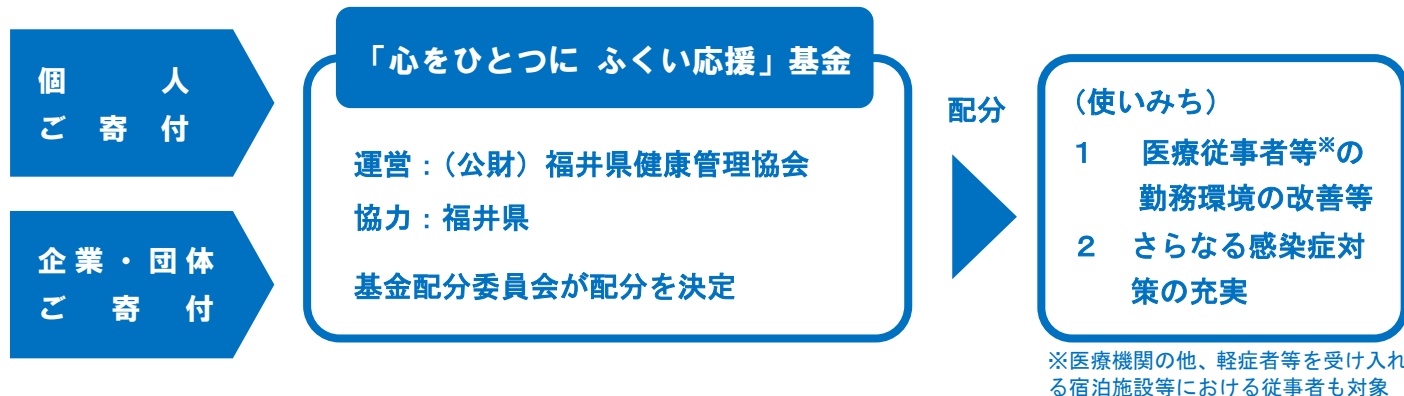 個人
ご寄付
企業・団体
ご寄付
「心をひとつに ふくい応援」基金
運営：（公財）福井県健康管理協会
協力：福井県
基金配分委員会が配分を決定
配分
（使いみち）
１ 医療従事者等※の
勤務環境の改善等
２ さらなる感染症対
策の充実
※医療機関の他、軽症者等を受け入れ
る宿泊施設等における従事者も対象